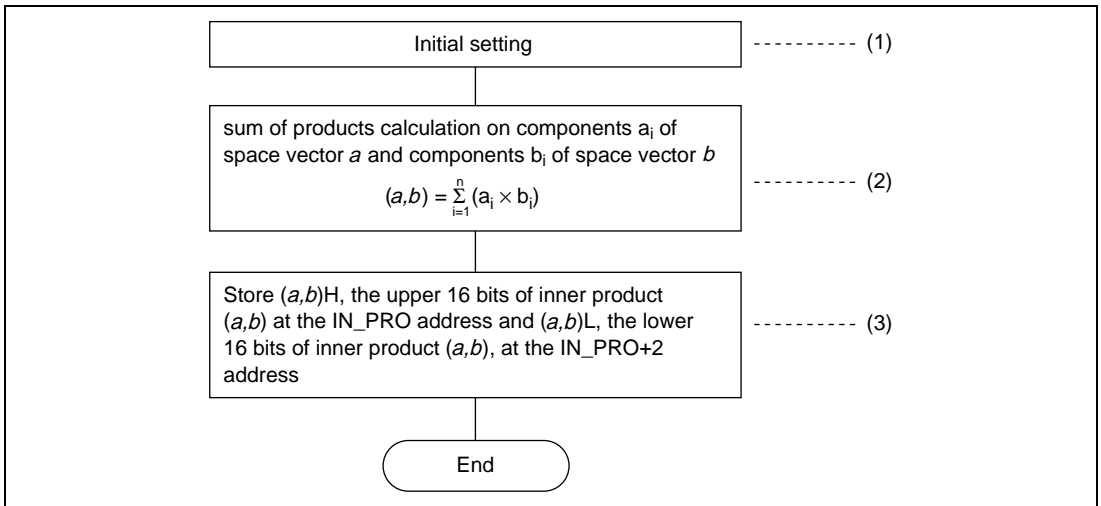 Initial setting
(1)
sum of products calculation on components aᵢ of
space vector a and components bᵢ of space vector b
(a,b) = Σⁿᵢ₌₁ (aᵢ × bᵢ)
(2)
Store (a,b)H, the upper 16 bits of inner product
(a,b) at the IN_PRO address and (a,b)L, the lower
16 bits of inner product (a,b), at the IN_PRO+2
address
(3)
End